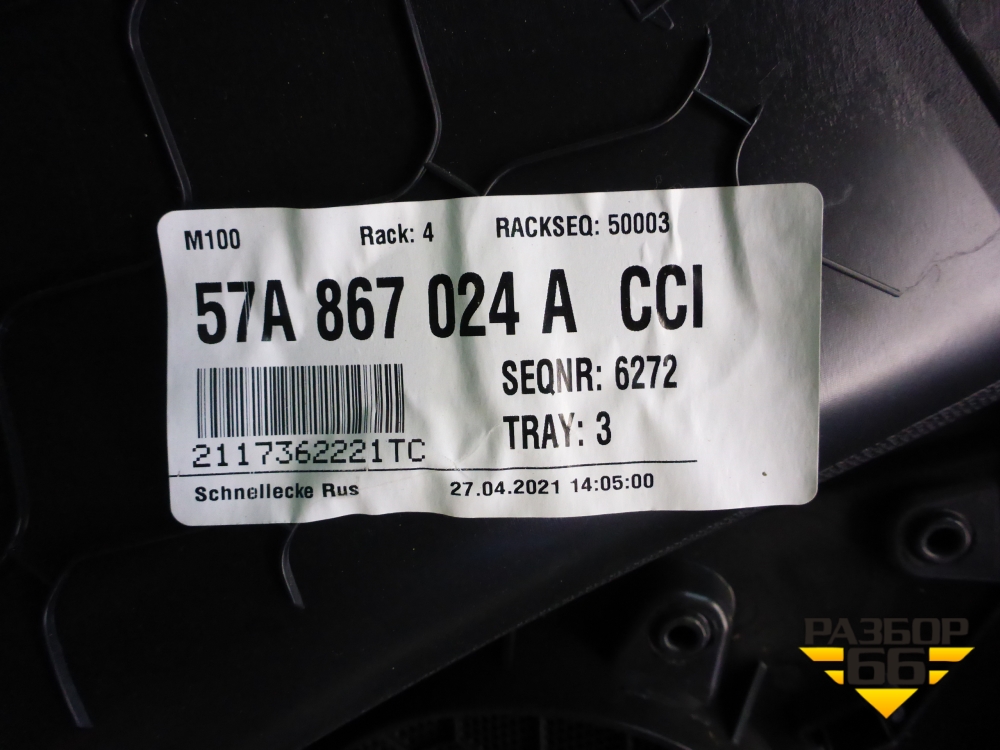 M100 Rack: 4 RACKSEQ: 50003
57A 867 024 A CCI
SEQNR: 6272
TRAY: 3
2117362221TC
Schnellecke Rus 27.04.2021 14:05:00
РАЗБОР
66